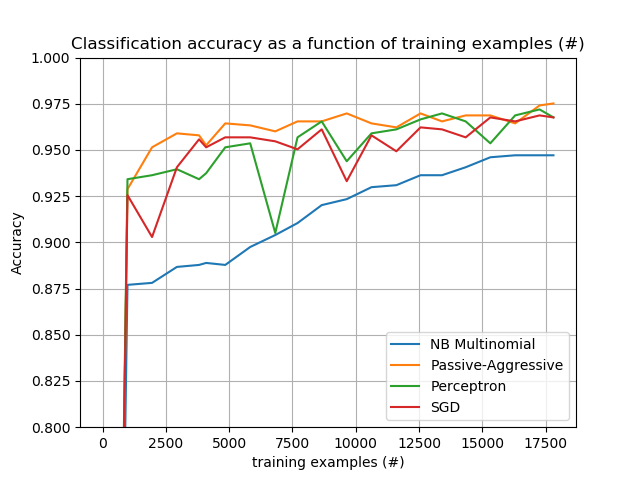 Classification accuracy as a function of training examples (#)
1.000
0.975
0.950
0.925
0.900
0.875
0.850
0.825
0.800
Accuracy
NB Multinomial
Passive-Aggressive
Perceptron
SGD
0 2500 5000 7500 10000 12500 15000 17500
training examples (#)